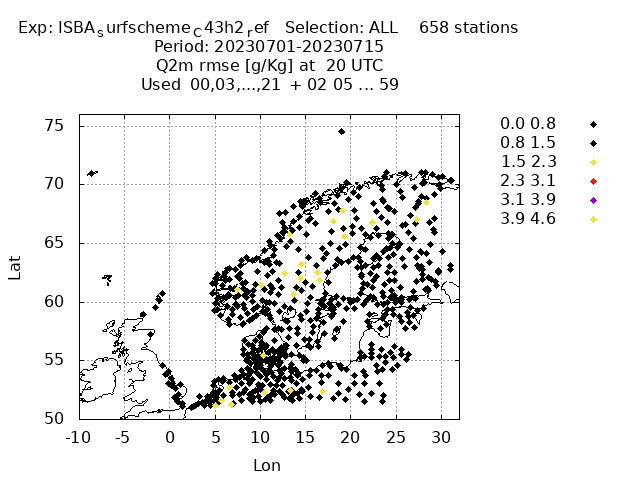 Exp: ISBAsurfschemeC43h2ref Selection: ALL 658 stations
Period: 20230701-20230715
Q2m rmse [g/Kg] at 20 UTC
Used 00,03,...,21 + 02 05 ... 59
0.0 0.8
0.8 1.5
1.5 2.3
2.3 3.1
3.1 3.9
3.9 4.6
75
70
65
60
55
50
Lat
-10 -5 0 5 10 15 20 25 30
Lon